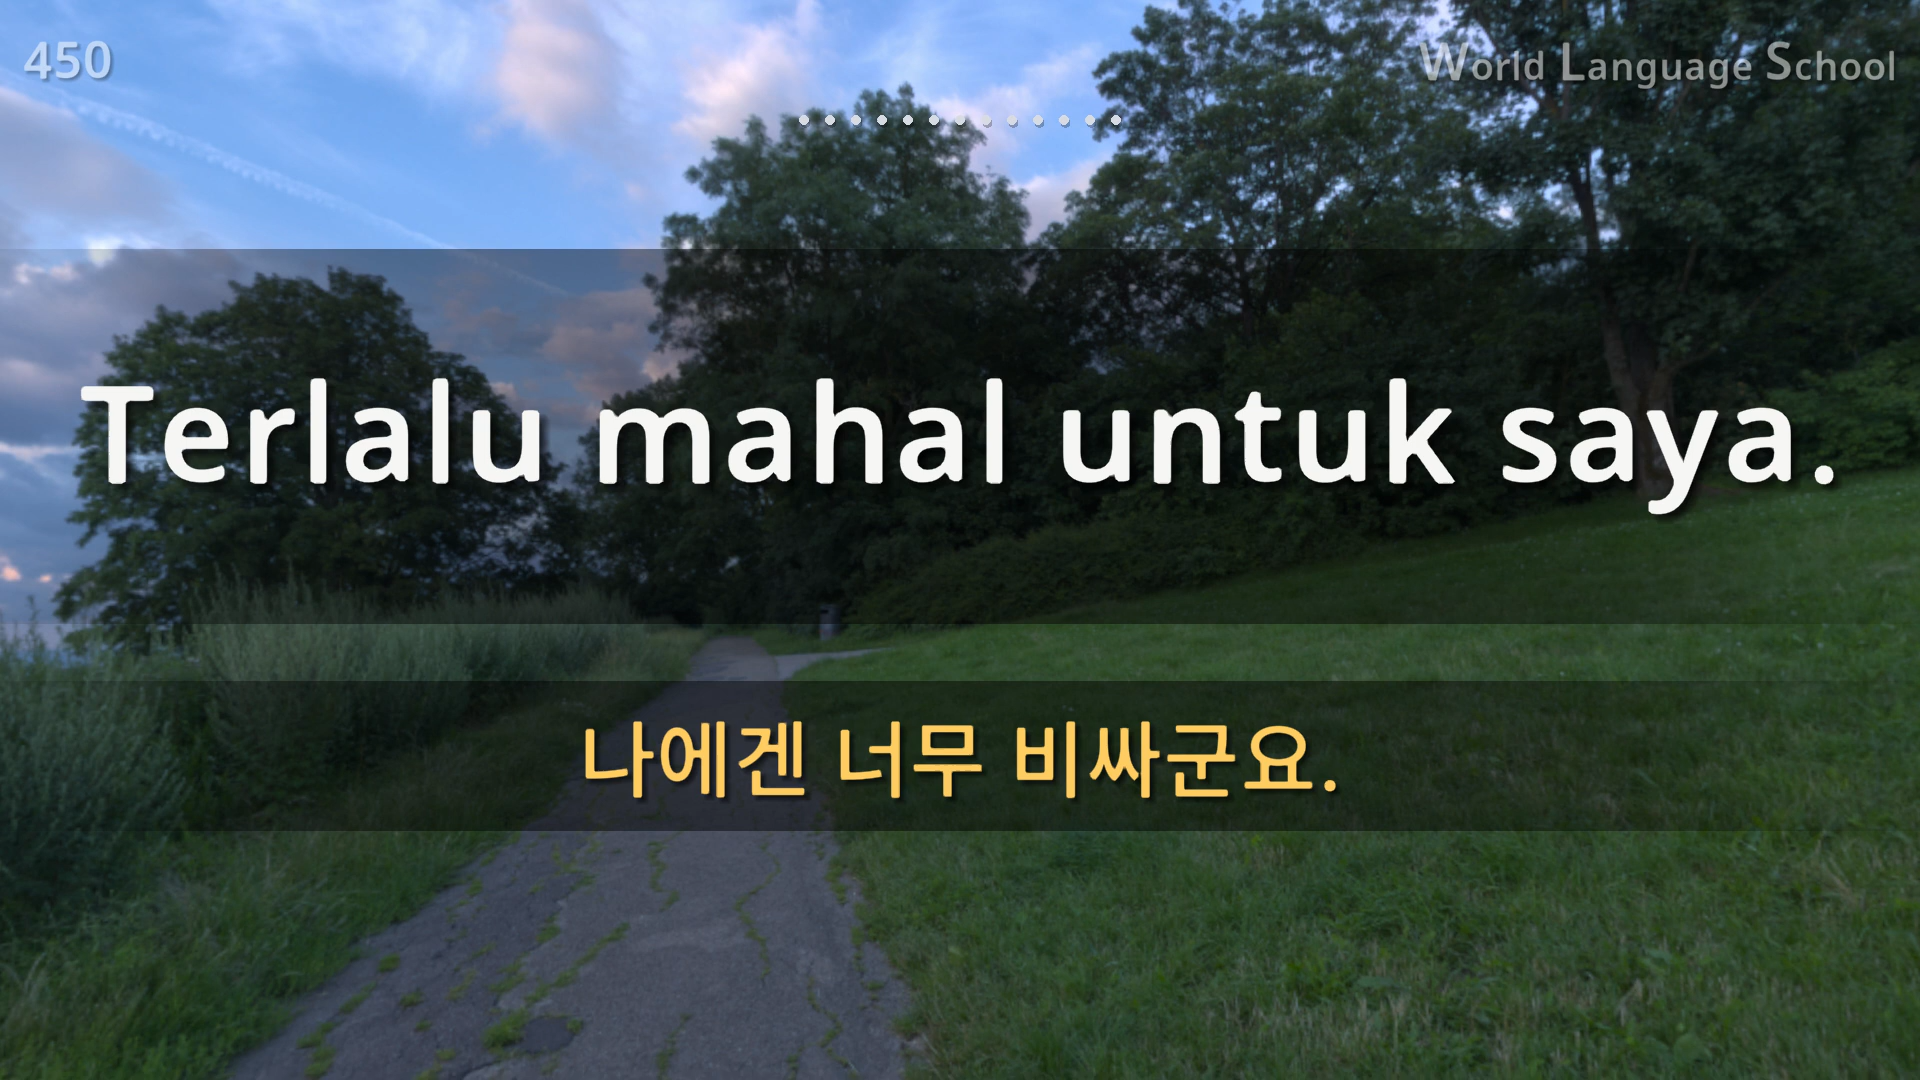 450
World Language School
Terlalu mahal untuk saya.
나에겐 너무 비싸군요.